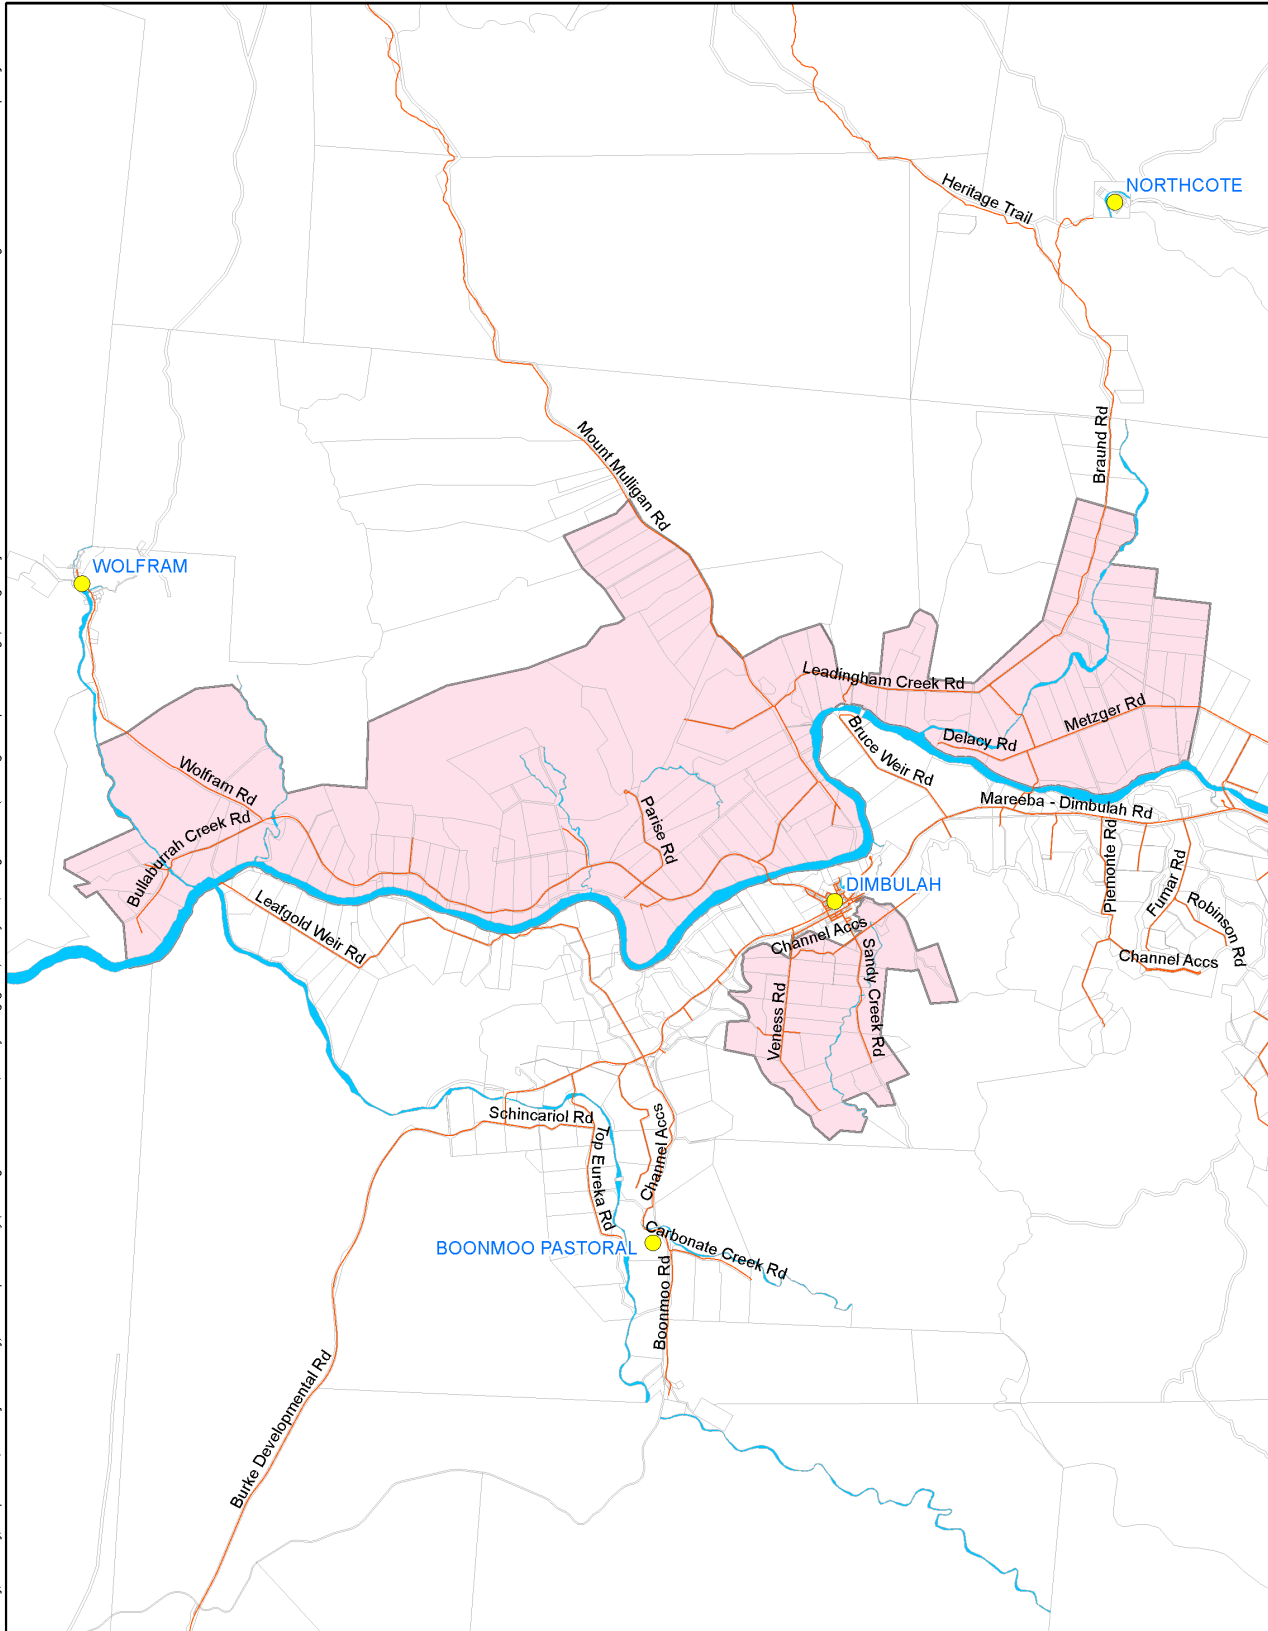 NORTHCOTE
Heritage Trail
Braund Rd
Mount Mulligan Rd
WOLFRAM
Leadingham Creek Rd
Metzger Rd
Bruce Weir Rd
Delacy Rd
Wolfram Rd
Mareeba - Dimbulah Rd
Parise Rd
Bullaburrah Creek Rd
Piemonte Rd
Fumar Rd
DIMBULAH
Robinson Rd
Leafgold Weir Rd
Channel Accs
Sandy Creek Rd
Channel Accs
Veness Rd
Schincariol Rd
Channel Accs
Top Eureka Rd
Carbonate Creek Rd
BOONMOO PASTORAL
Boonmoo Rd
Burke Developmental Rd